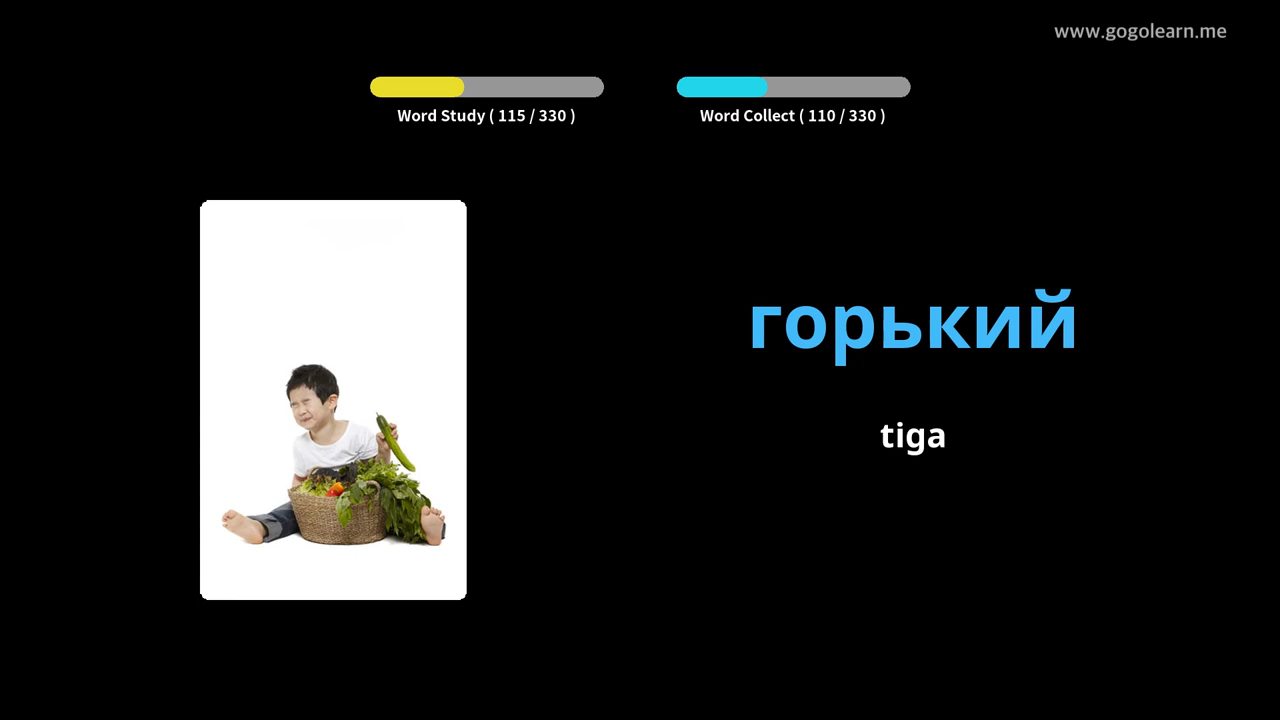 www.gogolearn.me
Word Study ( 115 / 330 )
Word Collect ( 110 / 330 )
горький
tiga